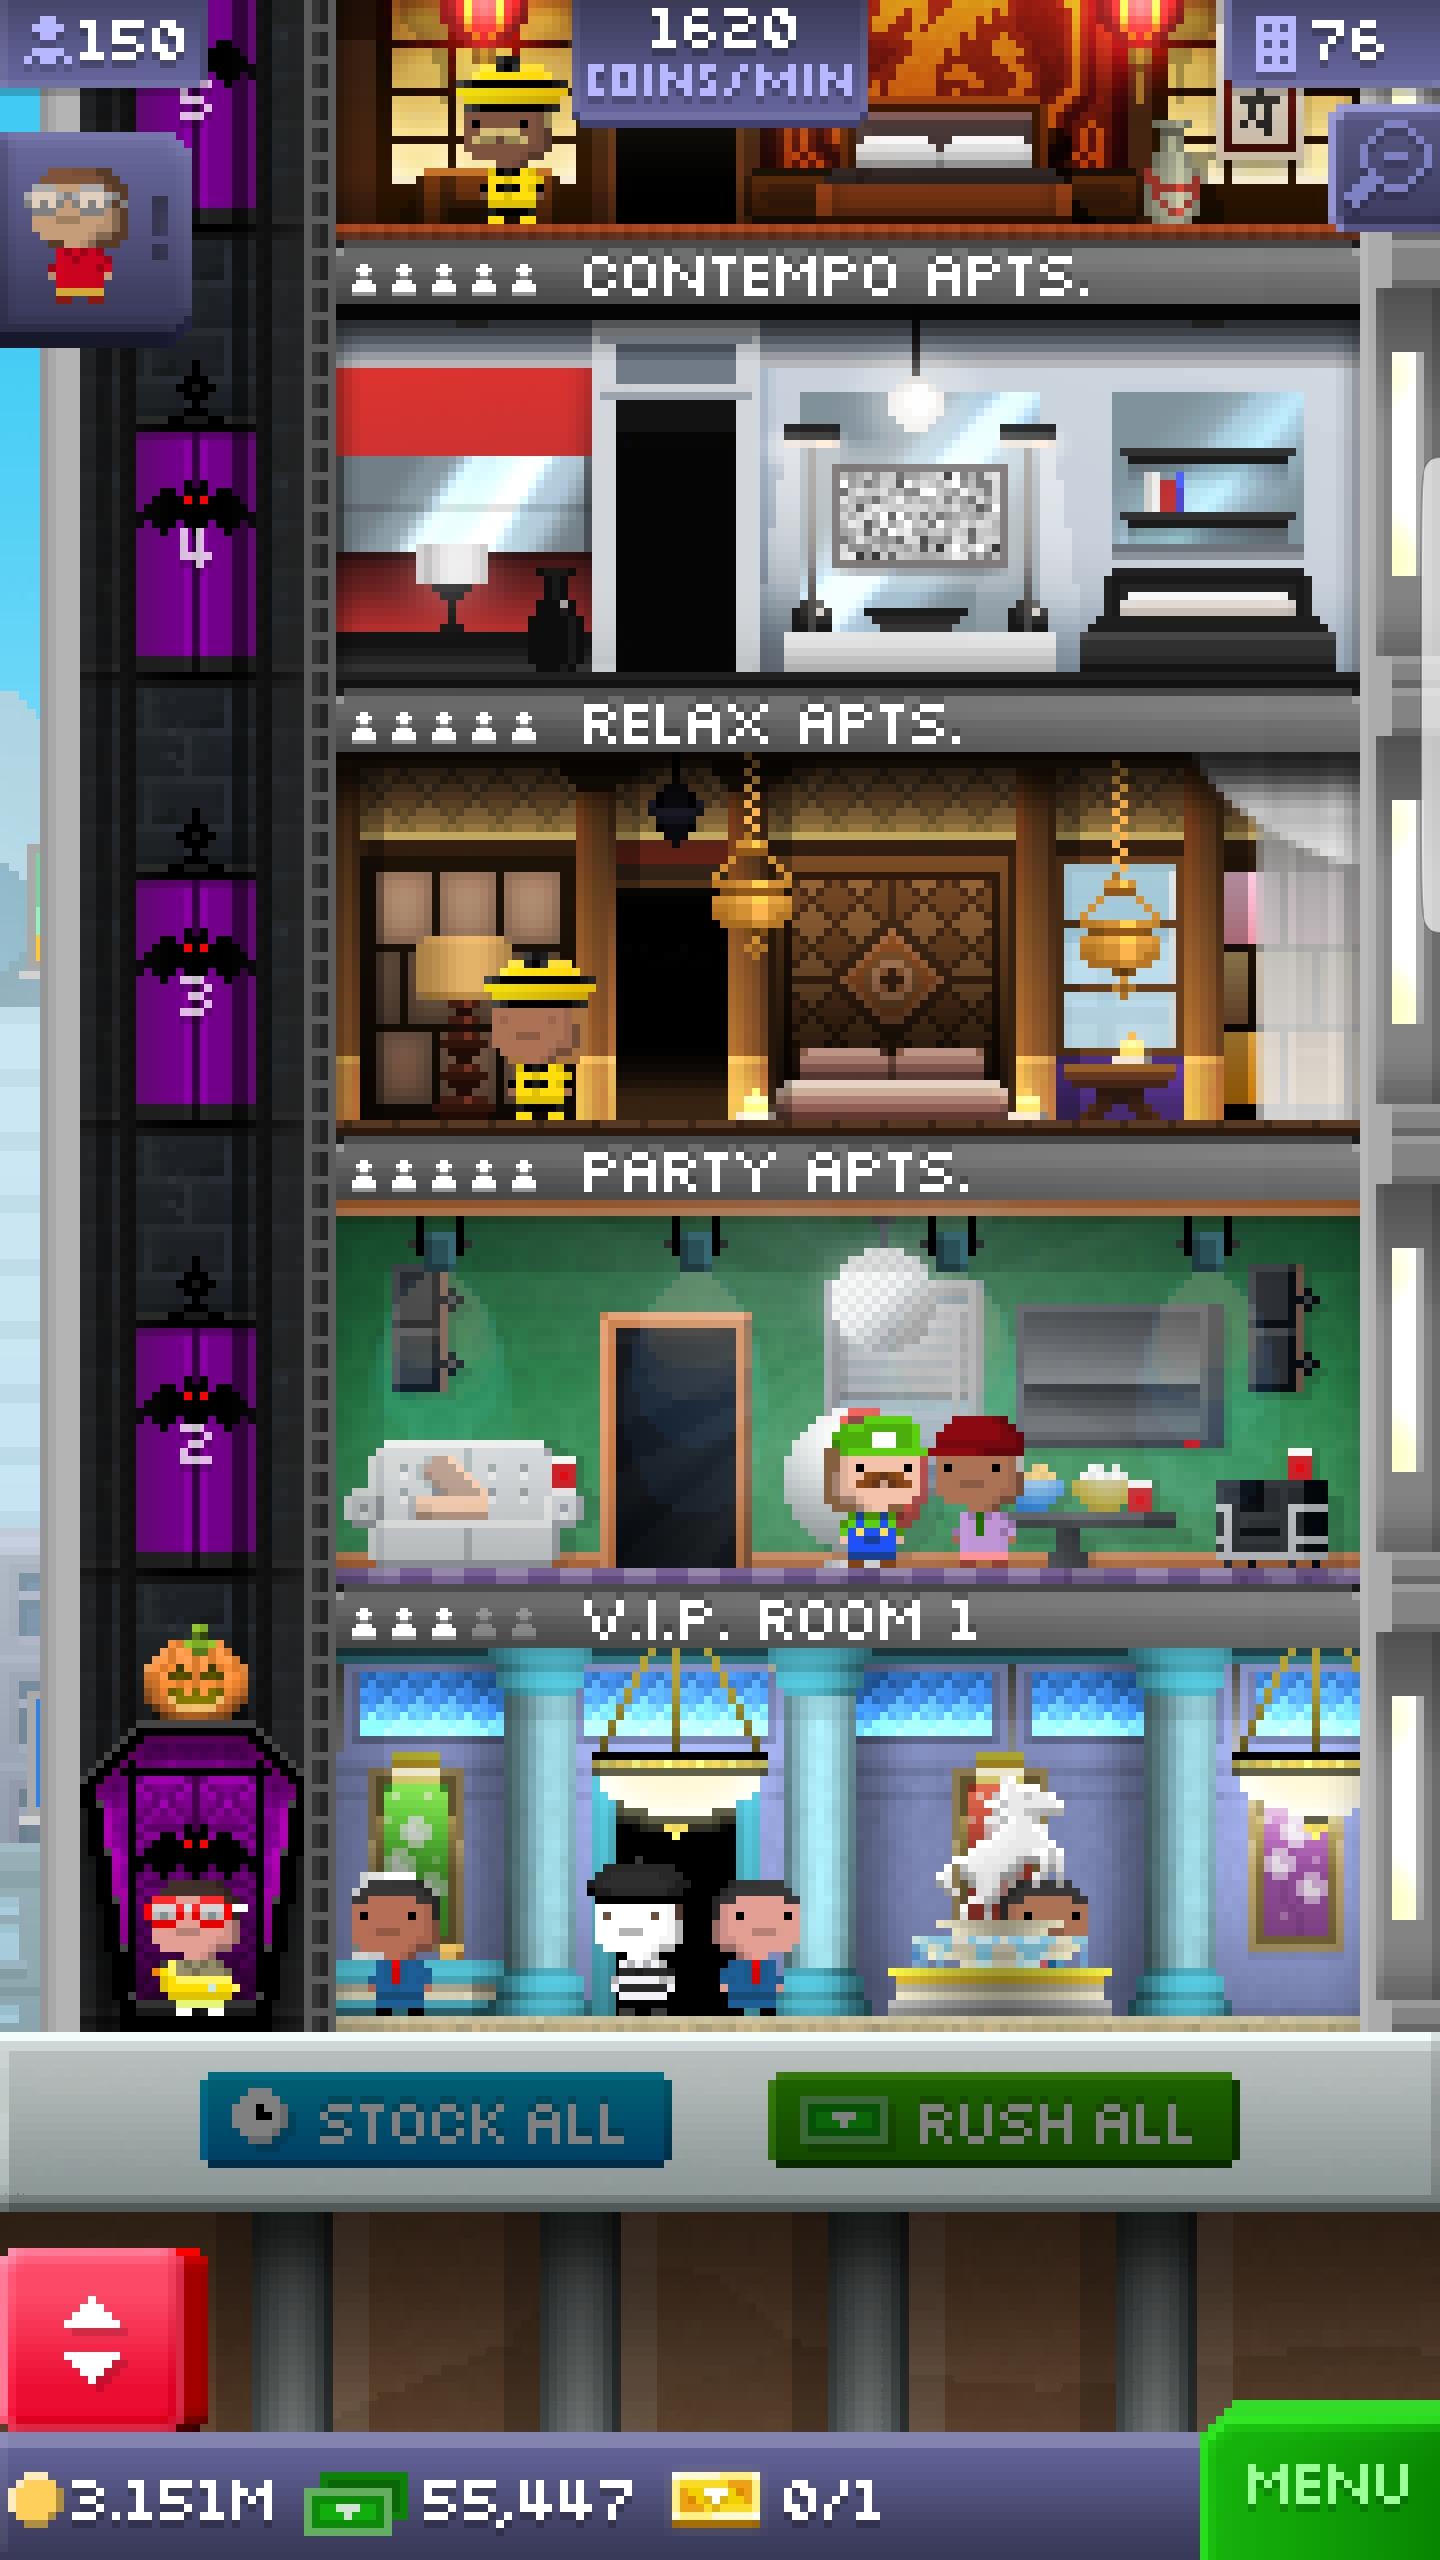 150
1620
COINS/MIN
76
5
!
CONTEMPO APTS.
4
RELAX APTS.
3
PARTY APTS.
2
V.I.P. ROOM 1
STOCK ALL
RUSH ALL
3.151M
55,447
0/1
MENU